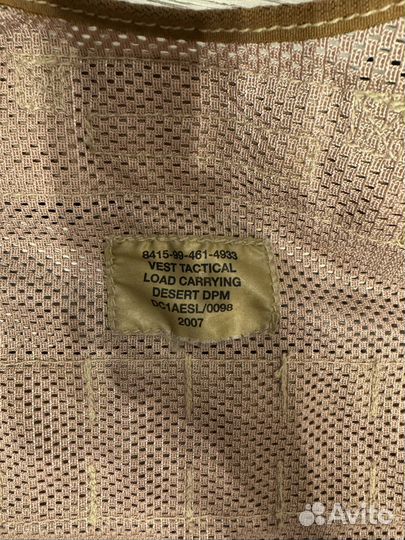 8415-99-461-4933
VEST TACTICAL
LOAD CARRYING
DESERT DPM
DC1AESL/0098
2007
Avito